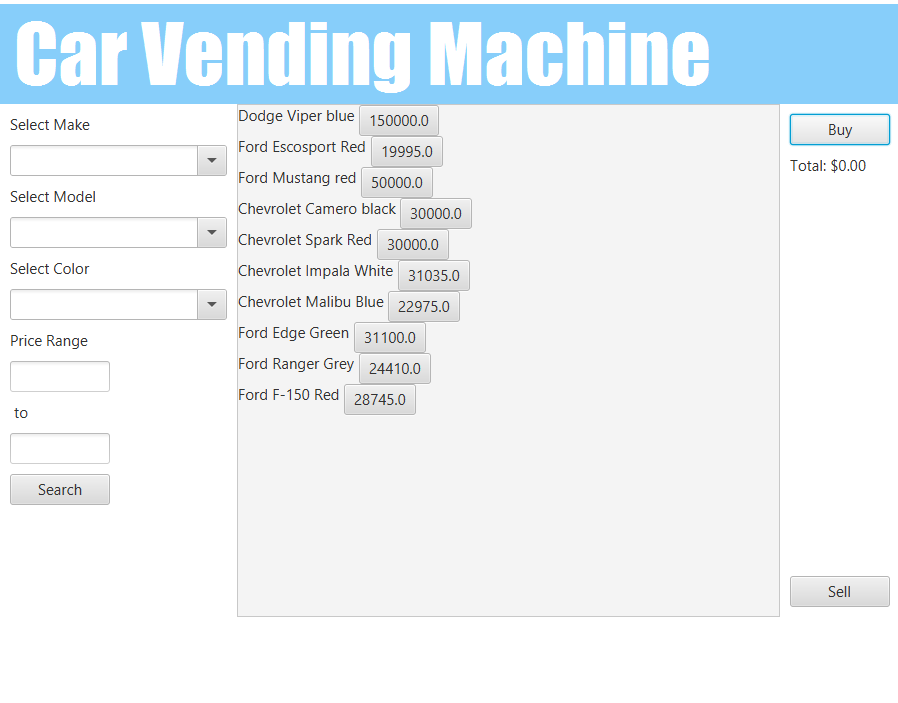 Car Vending Machine
Select Make
Select Model
Select Color
Price Range
to
Search
Dodge Viper blue 150000.0
Ford Escosport Red 19995.0
Ford Mustang red 50000.0
Chevrolet Camero black 30000.0
Chevrolet Spark Red 30000.0
Chevrolet Impala White 31035.0
Chevrolet Malibu Blue 22975.0
Ford Edge Green 31100.0
Ford Ranger Grey 24410.0
Ford F-150 Red 28745.0
Buy
Total: $0.00
Sell